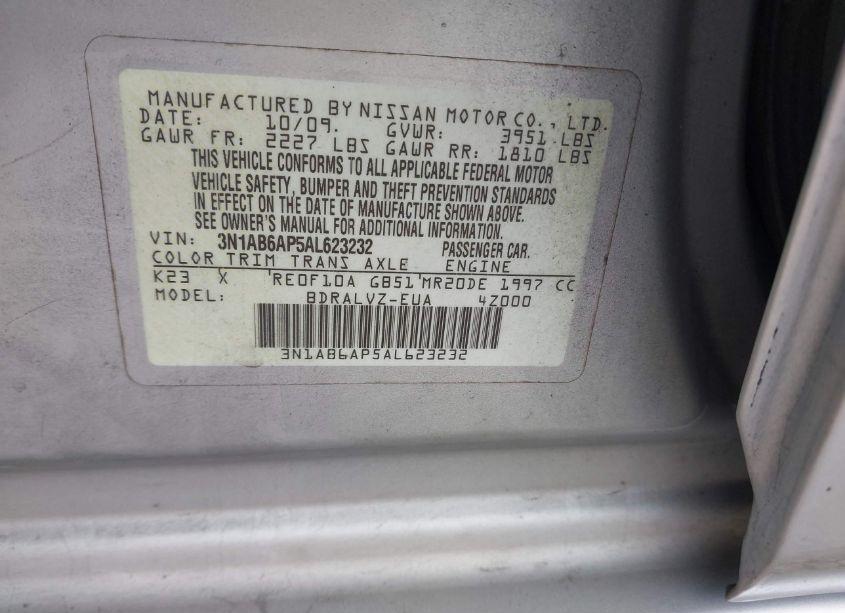 MANUFACTURED BY NISSAN MOTOR CO., LTD.
DATE: 10/09. GVWR: 3951 LBS
GAWR FR: 2227 LBS GAWR RR: 1810 LBS
THIS VEHICLE CONFORMS TO ALL APPLICABLE FEDERAL MOTOR
VEHICLE SAFETY, BUMPER AND THEFT PREVENTION STANDARDS
IN EFFECT ON THE DATE OF MANUFACTURE SHOWN ABOVE.
SEE OWNER'S MANUAL FOR ADDITIONAL INFORMATION.
VIN: 3N1AB6AP5AL623232 PASSENGER CAR.
COLOR TRIM TRANS AXLE ENGINE
K23 X RE0F10A GB51 MR20DE 1997 CC
MODEL: BDRALVZ-EUA 4Z000
3N1AB6AP5AL623232